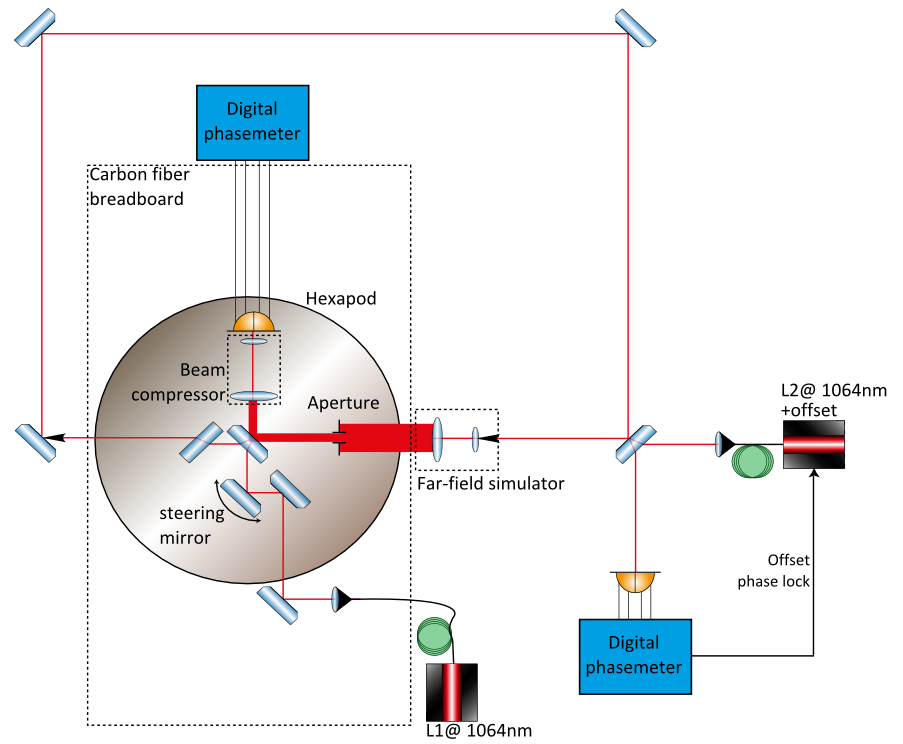 Digital
phasemeter
Carbon fiber
breadboard
Hexapod
Beam
compressor
Aperture
L2@ 1064nm
+offset
Far-field simulator
steering
mirror
Offset
phase lock
Digital
phasemeter
L1@ 1064nm